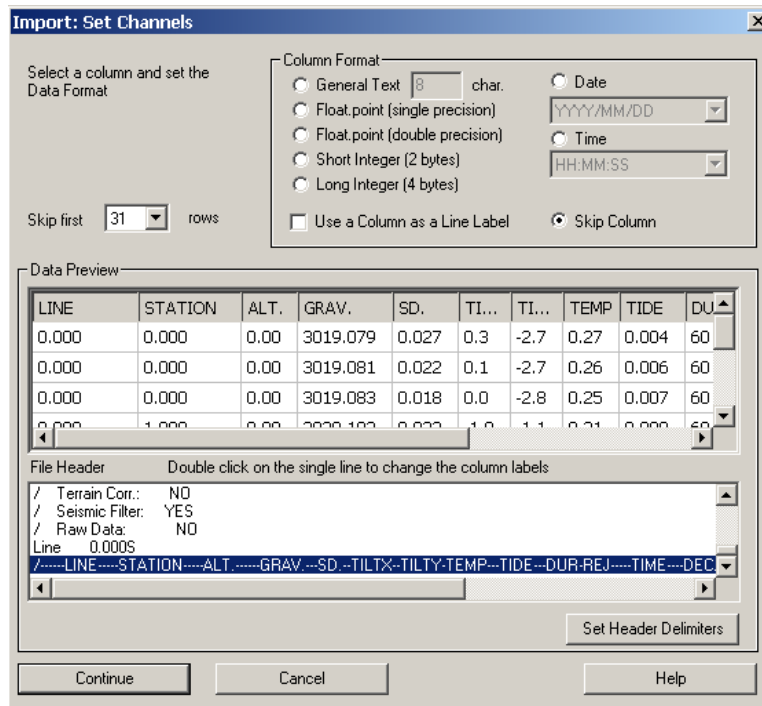 Import: Set Channels
Select a column and set the
Data Format
Column Format
General Text 8 char.
Float.point (single precision)
Float.point (double precision)
Short Integer (2 bytes)
Long Integer (4 bytes)
Date
YYYY/MM/DD
Time
HH:MM:SS
Skip first 31 rows
Use a Column as a Line Label
Skip Column
Data Preview
LINE STATION ALT. GRAV. SD. TI... TI... TEMP TIDE DU
0.000 0.000 0.00 3019.079 0.027 0.3 -2.7 0.27 0.004 60
0.000 0.000 0.00 3019.081 0.022 0.1 -2.7 0.26 0.006 60
0.000 0.000 0.00 3019.083 0.018 0.0 -2.8 0.25 0.007 60
0.000 1.000 0.00
File Header Double click on the single line to change the column labels
/ Terrain Corr.: NO
/ Seismic Filter: YES
/ Raw Data: NO
Line 0.000S
/------LINE-----STATION-----ALT.------GRAV.---SD.--TILTX--TILTY-TEMP---TIDE---DUR-REJ-----TIME----DEC.
Set Header Delimiters
Continue
Cancel
Help